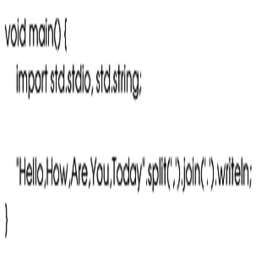 void main() {
import std.stdio, std.string;
"Hello,How,Are,You,Today".split(',').join('.').writeln;
}